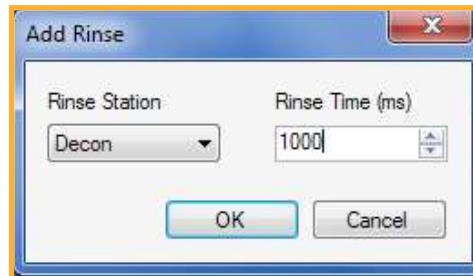 Add Rinse
Rinse Station
Rinse Time (ms)
Decon
1000
OK
Cancel